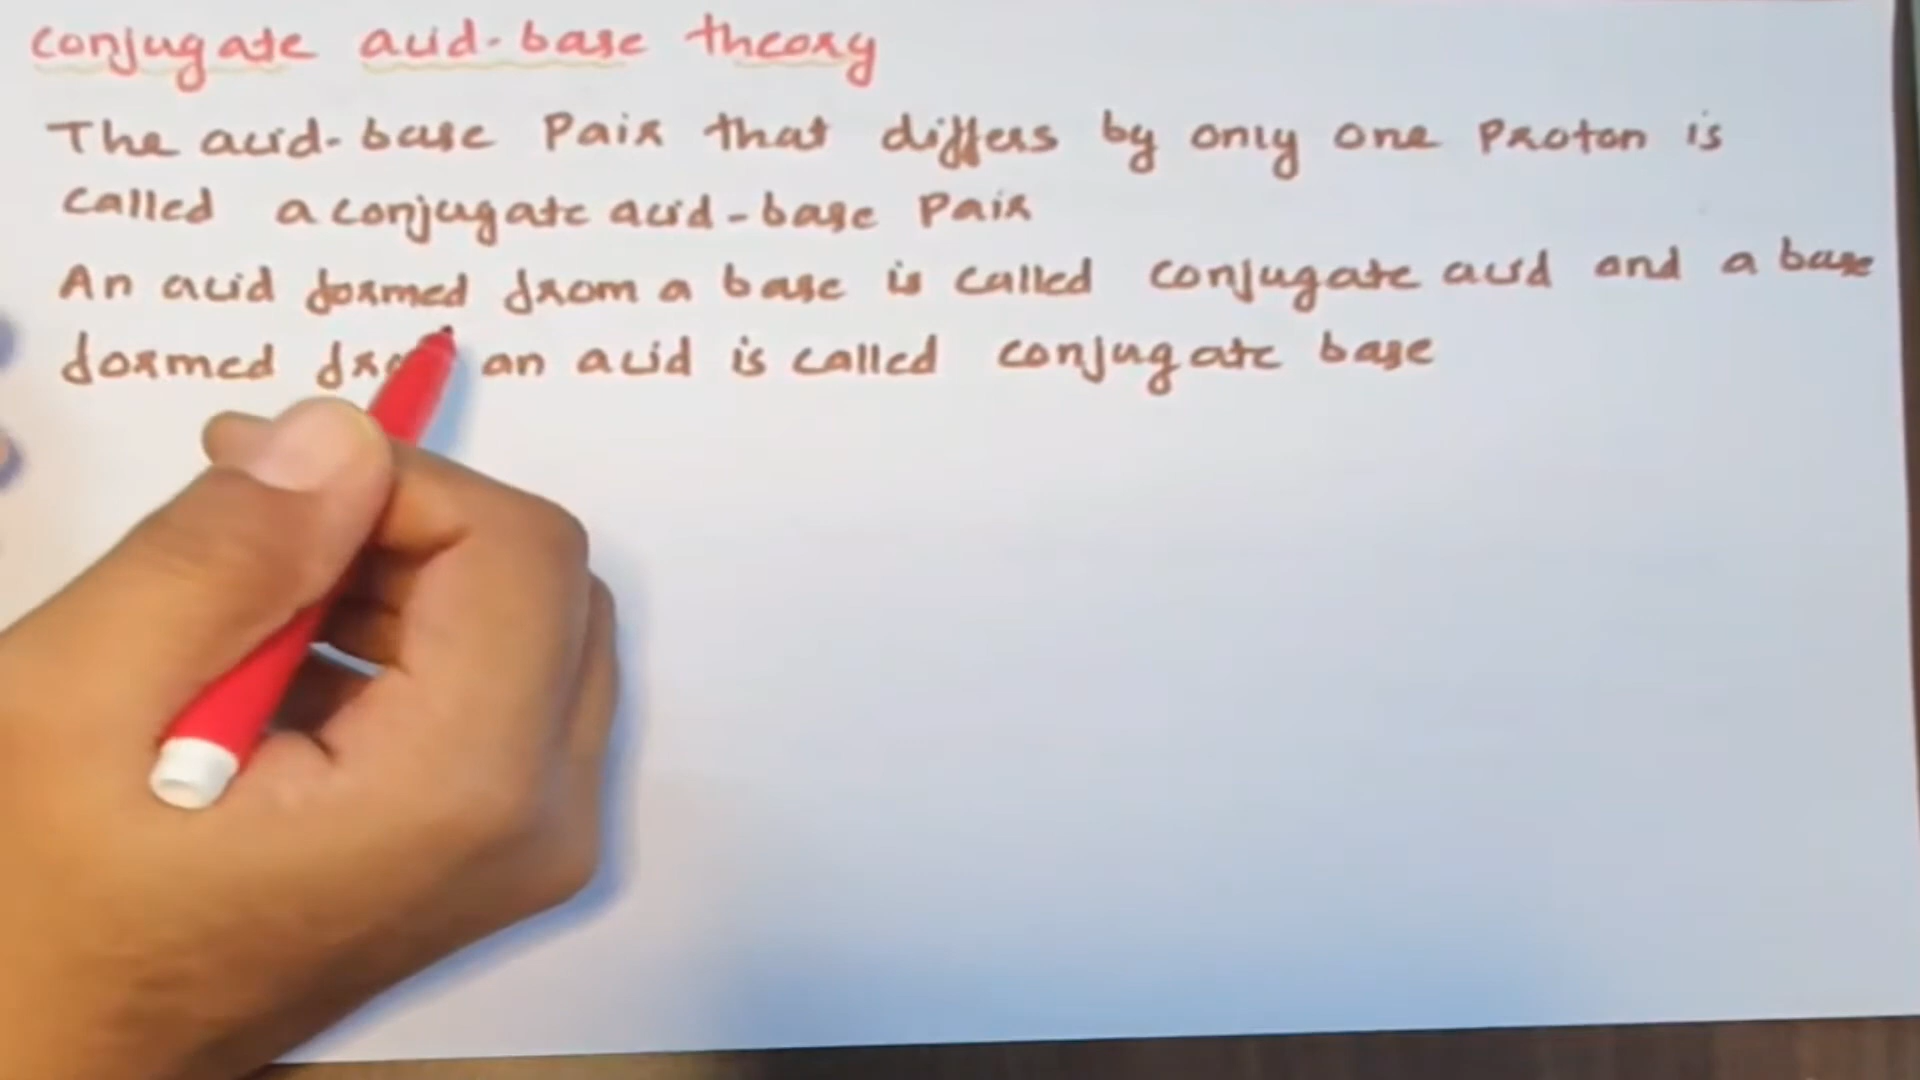 conjugate acid-base theory
The acid-base Pair that differs by only one Proton is
called a conjugate acid-base Pair
An acid formed from a base is called conjugate acid and a base
formed an acid is called conjugate base